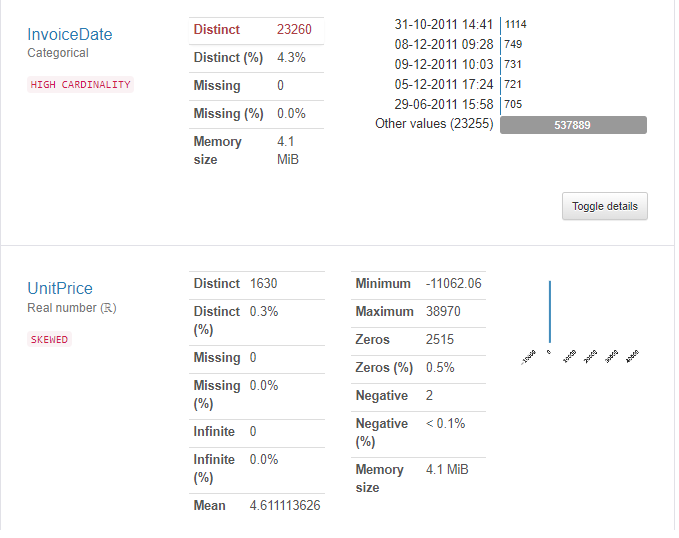 InvoiceDate
Categorical
HIGH CARDINALITY
Distinct 23260
Distinct (%) 4.3%
Missing 0
Missing (%) 0.0%
Memory size 4.1 MiB
31-10-2011 14:41 1114
08-12-2011 09:28 749
09-12-2011 10:03 731
05-12-2011 17:24 721
29-06-2011 15:58 705
Other values (23255) 537889
Toggle details
UnitPrice
Real number (ℝ)
SKEWED
Distinct 1630
Distinct (%) 0.3%
Missing 0
Missing (%) 0.0%
Infinite 0
Infinite (%) 0.0%
Mean 4.611113626
Minimum -11062.06
Maximum 38970
Zeros 2515
Zeros (%) 0.5%
Negative 2
Negative (%) < 0.1%
Memory size 4.1 MiB
-10000 0 10000 20000 30000 40000